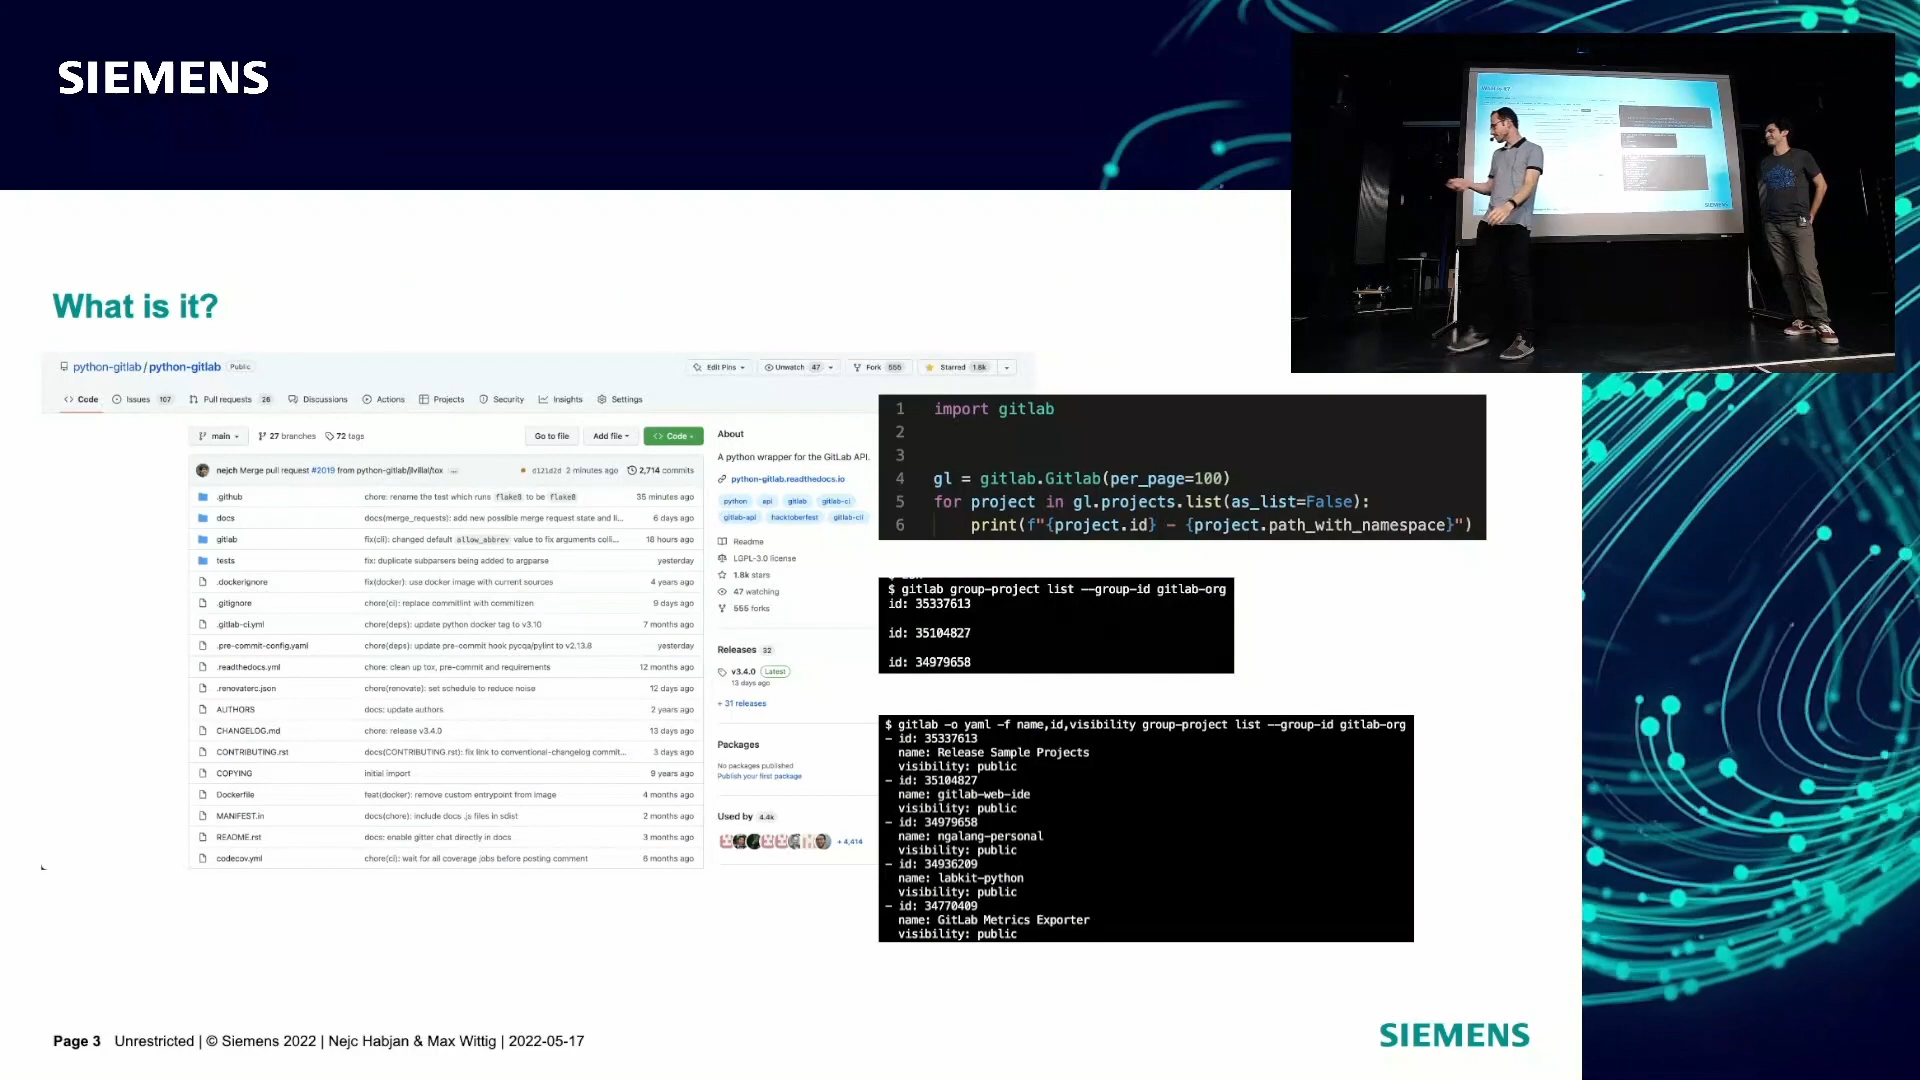 SIEMENS
What is it?
python-gitlab / python-gitlab Public
Edit Pins
Unwatch 47
Fork 555
Starred 1.8k
Code
Issues 107
Pull requests 26
Discussions
Actions
Projects
Security
Insights
Settings
main
27 branches
72 tags
Go to file
Add file
Code
nejch Merge pull request #2019 from python-gitlab/jlvillal/tox ...
d121d2d 2 minutes ago
2,714 commits
.github chore: rename the test which runs flake8 to be flake8 35 minutes ago
docs docs(merge_requests): add new possible merge request state and li... 6 days ago
gitlab fix(cli): changed default allow_abbrev value to fix arguments colli... 18 hours ago
tests fix: duplicate subparsers being added to argparse yesterday
.dockerignore fix(docker): use docker image with current sources 4 years ago
.gitignore chore(ci): replace commitlint with commitizen 9 days ago
.gitlab-ci.yml chore(deps): update python docker tag to v3.10 7 months ago
.pre-commit-config.yaml chore(deps): update pre-commit hook pycqa/pylint to v2.13.8 yesterday
.readthedocs.yml chore: clean up tox, pre-commit and requirements 12 months ago
.renovaterc.json chore(renovate): set schedule to reduce noise 12 days ago
AUTHORS docs: update authors 2 years ago
CHANGELOG.md chore: release v3.4.0 13 days ago
CONTRIBUTING.rst docs(CONTRIBUTING.rst): fix link to conventional-changelog commit... 3 days ago
COPYING initial import 9 years ago
Dockerfile feat(docker): remove custom entrypoint from image 4 months ago
MANIFEST.in docs(chore): include docs .js files in sdist 2 months ago
README.rst docs: enable gitter chat directly in docs 3 months ago
codecov.yml chore(ci): wait for all coverage jobs before posting comment 6 months ago
About
A python wrapper for the GitLab API.
python-gitlab.readthedocs.io
python api gitlab gitlab-ci
gitlab-api hacktoberfest gitlab-cli
Readme
LGPL-3.0 license
1.8k stars
47 watching
555 forks
Releases 32
v3.4.0 Latest
13 days ago
+ 31 releases
Packages
No packages published
Publish your first package
Used by 4.4k
+ 4,414
1 import gitlab
2
3
4 gl = gitlab.Gitlab(per_page=100)
5 for project in gl.projects.list(as_list=False):
6 print(f"{project.id} - {project.path_with_namespace}")
$ gitlab group-project list --group-id gitlab-org
id: 35337613
id: 35104827
id: 34979658
$ gitlab -o yaml -f name,id,visibility group-project list --group-id gitlab-org
- id: 35337613
name: Release Sample Projects
visibility: public
- id: 35104827
name: gitlab-web-ide
visibility: public
- id: 34979658
name: ngalang-personal
visibility: public
- id: 34936209
name: labkit-python
visibility: public
- id: 34770409
name: GitLab Metrics Exporter
visibility: public
Page 3 Unrestricted | © Siemens 2022 | Nejc Habjan & Max Wittig | 2022-05-17
SIEMENS
What is it?
SIEMENS